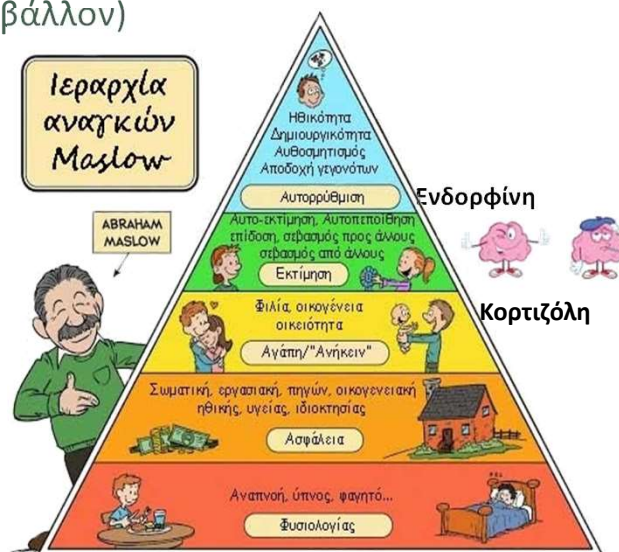 βάλλον)
Ιεραρχία
αναγκών
Maslow
ABRAHAM
MASLOW
Ηθικότητα
Δημιουργικότητα
Αυθοσμητισμός
Αποδοχή γεγονότων
Αυτορρύθμιση
Ενδορφίνη
Αυτο-εκτίμηση, Αυτοπεποίθηση
επίδοση, σεβασμός προς άλλους
σεβασμός από άλλους
Εκτίμηση
Κορτιζόλη
Φιλία, οικογένεια
οικειότητα
Αγάπη/"Ανήκειν"
Σωματική, εργασιακή, πηγών, οικογενειακή
ηθικής, υγείας, ιδιοκτησίας
Ασφάλεια
Αναπνοή, ύπνος, φαγητό...
Φυσιολογίας